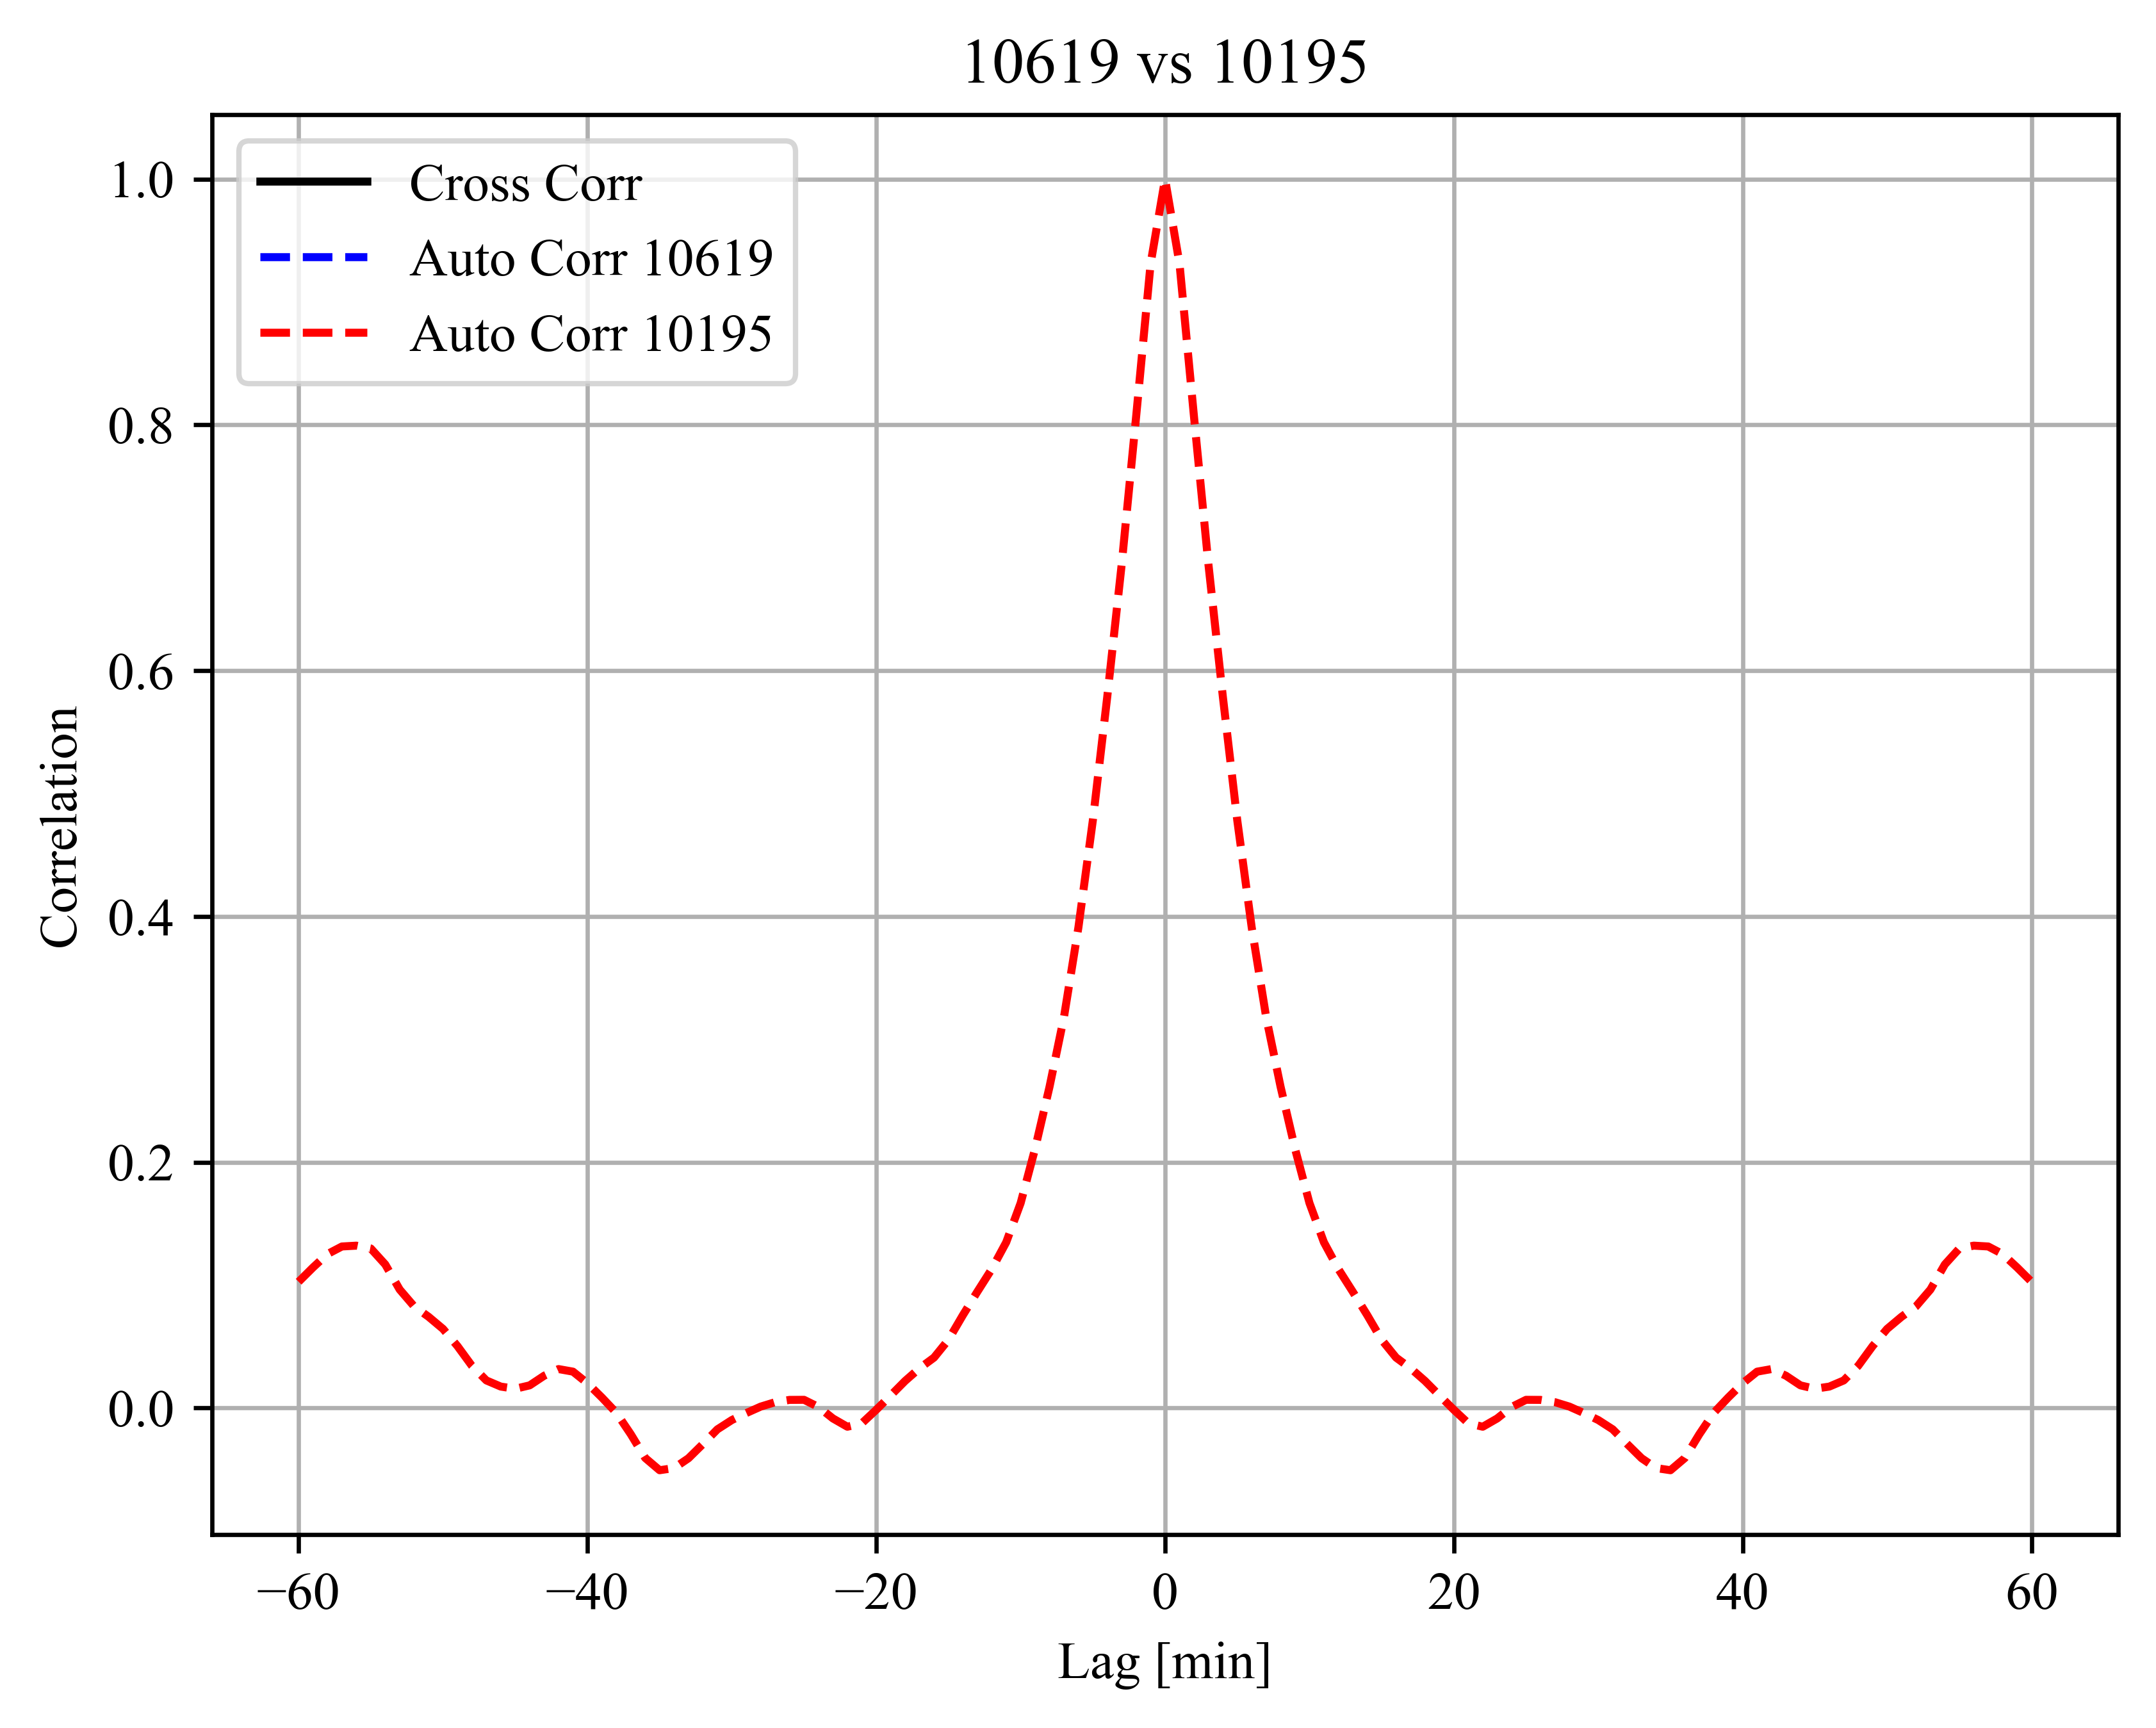 10619 vs 10195
Cross Corr
Auto Corr 10619
Auto Corr 10195
1.0
0.8
0.6
0.4
0.2
0.0
Correlation
−60 −40 −20 0 20 40 60
Lag [min]